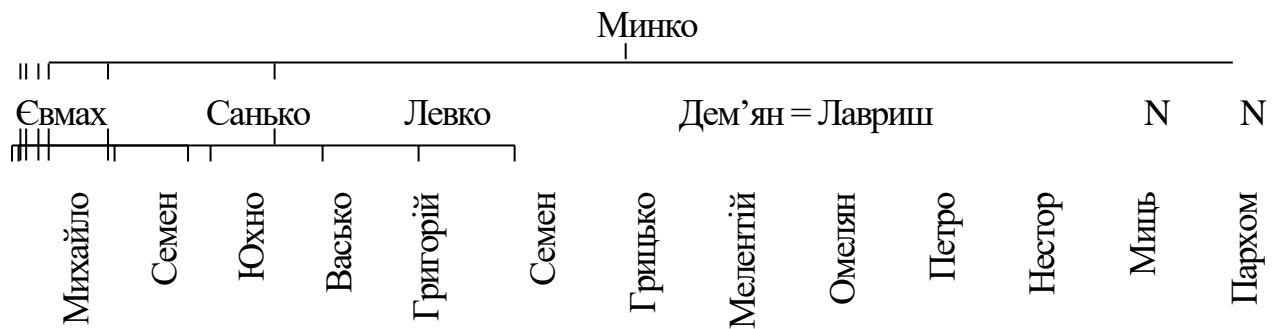 Минко
Євмах Санько Левко Дем’ян = Лавриш N N
Михайло Семен Юхно Васько Григорій Семен Грицько Мелентій Омелян Петро Нестор Миць Пархом